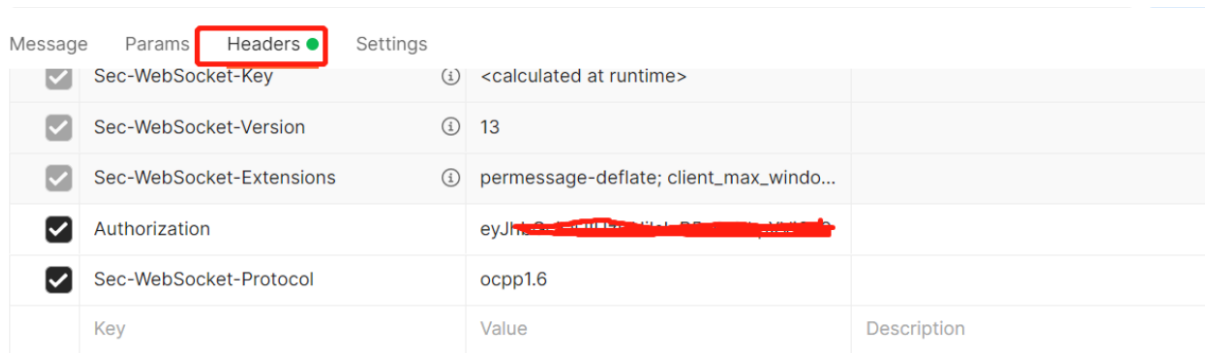 Message Params Headers Settings
Sec-WebSocket-Key <calculated at runtime>
Sec-WebSocket-Version 13
Sec-WebSocket-Extensions permessage-deflate; client_max_windo...
Authorization
Sec-WebSocket-Protocol ocpp1.6
Key Value Description